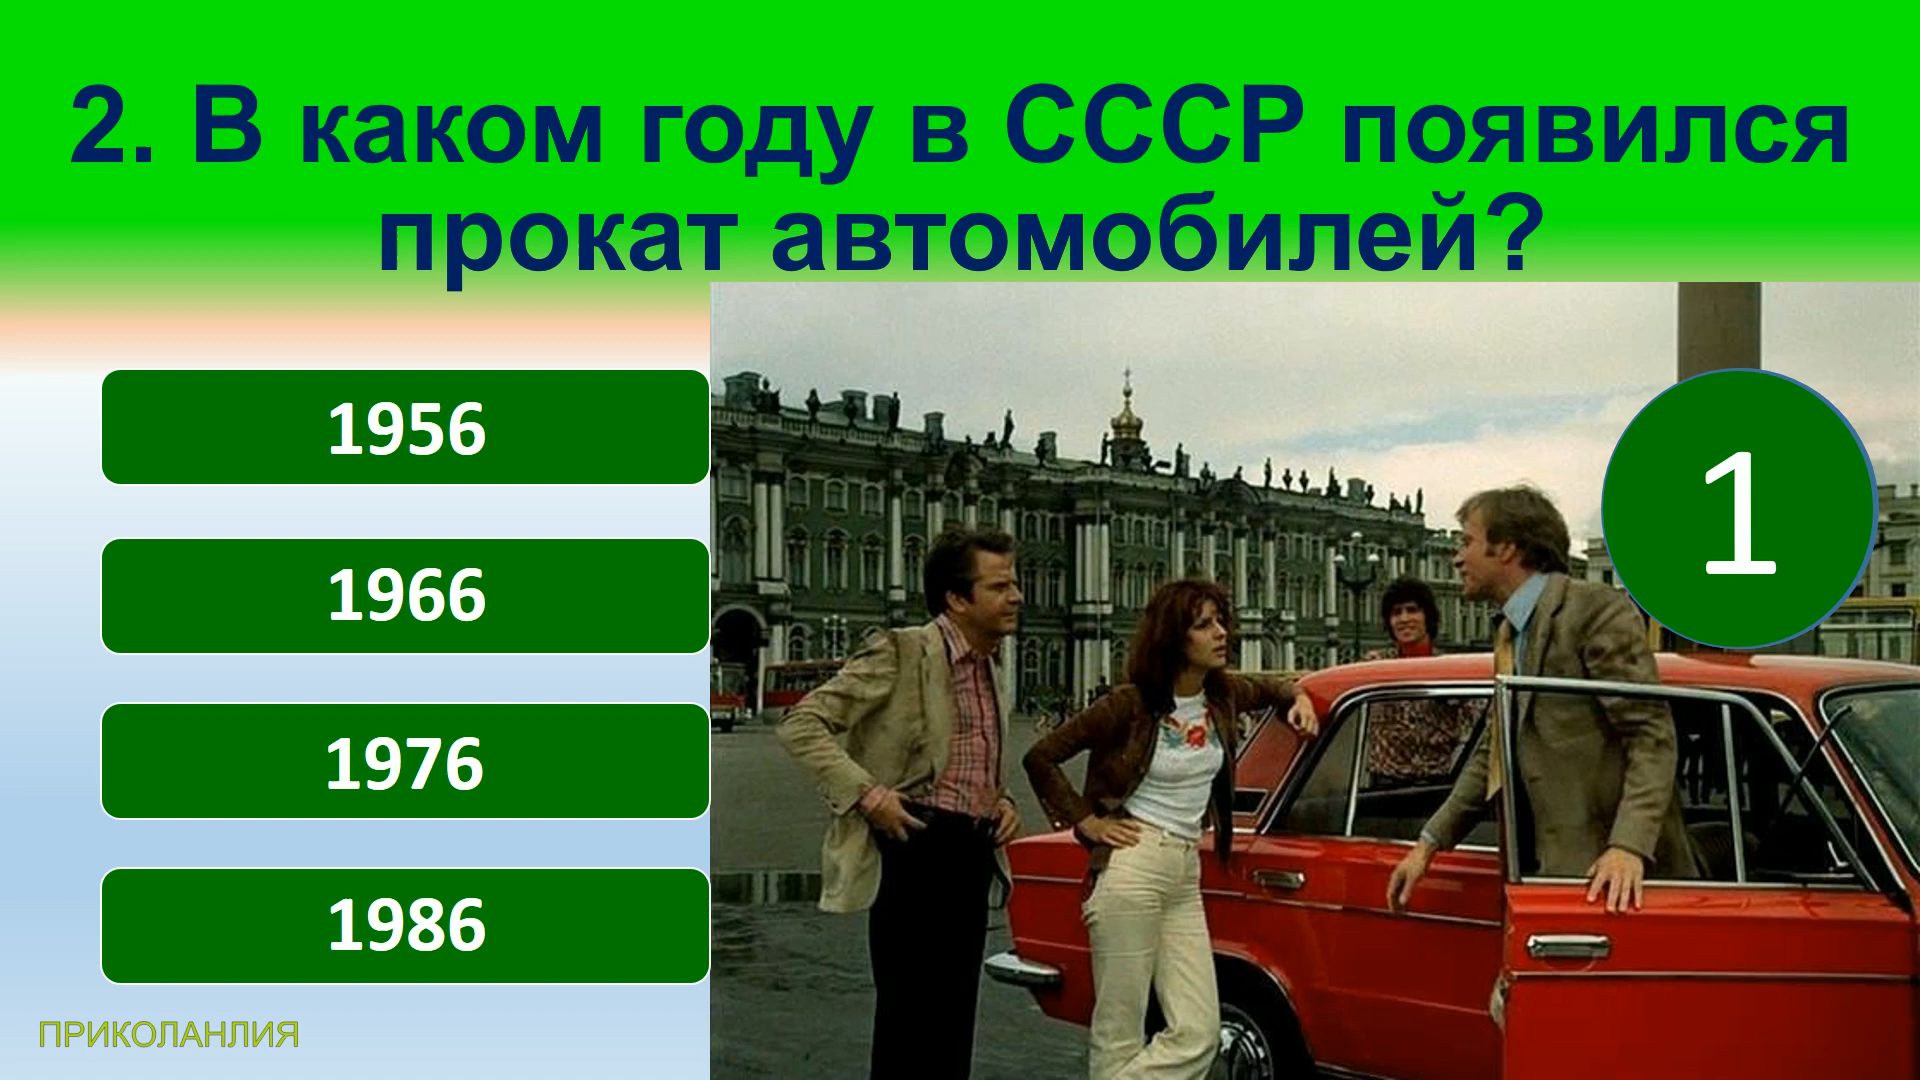 2. В каком году в СССР появился
прокат автомобилей?
1956
1966
1976
1986
1
ПРИКОЛАНЛИЯ